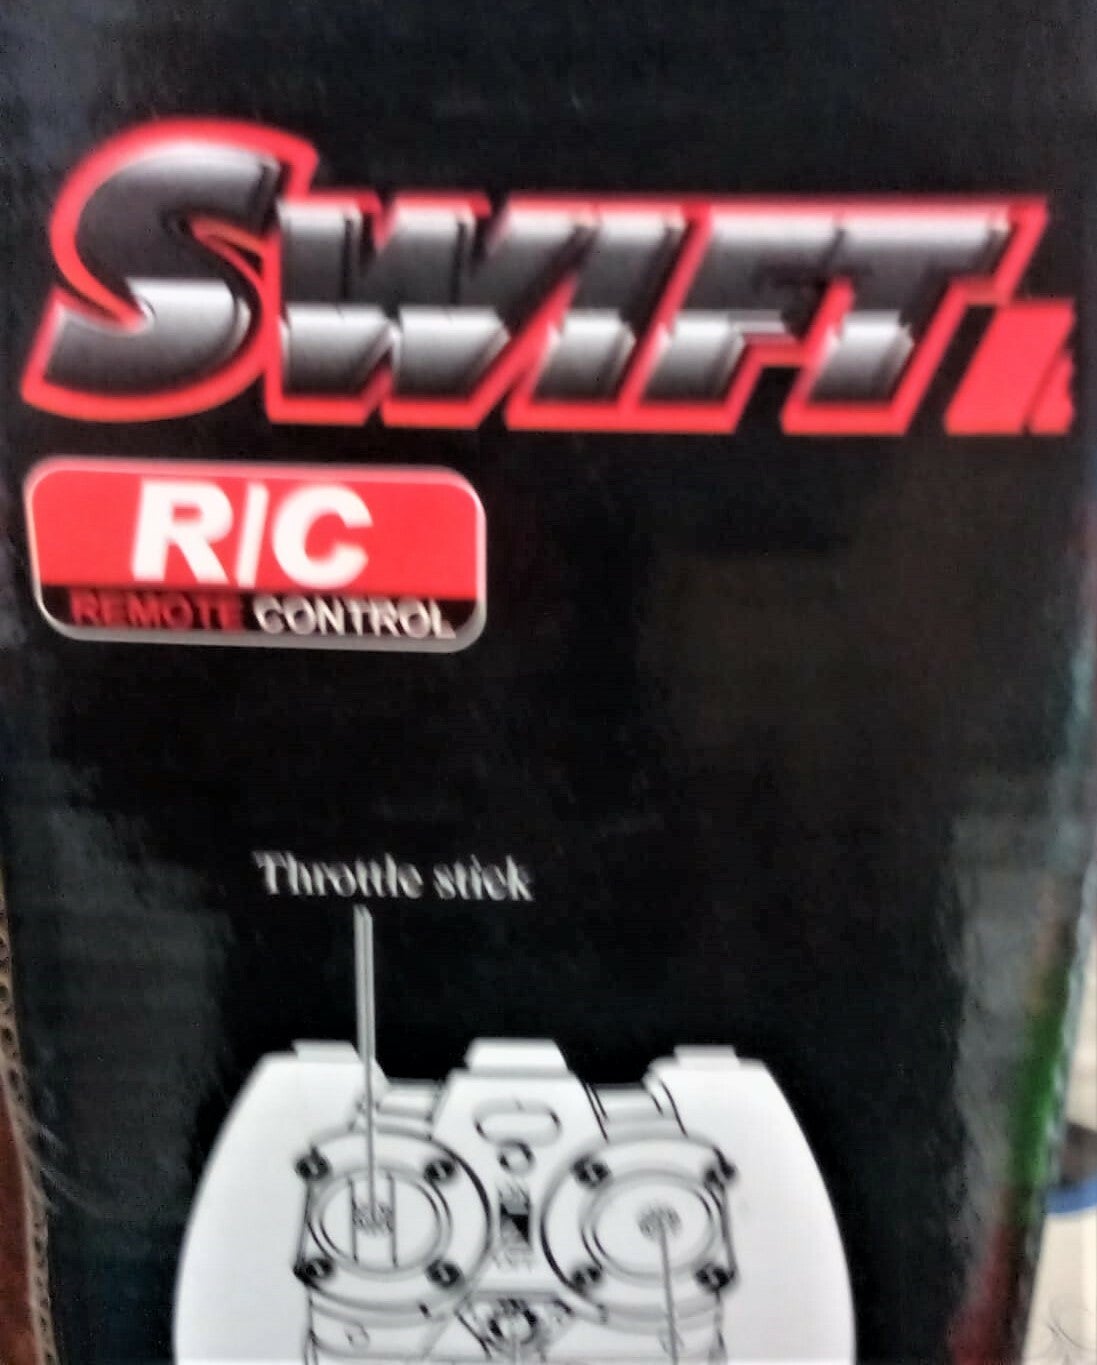 SWIFT
R/C
REMOTE CONTROL
Throttle stick